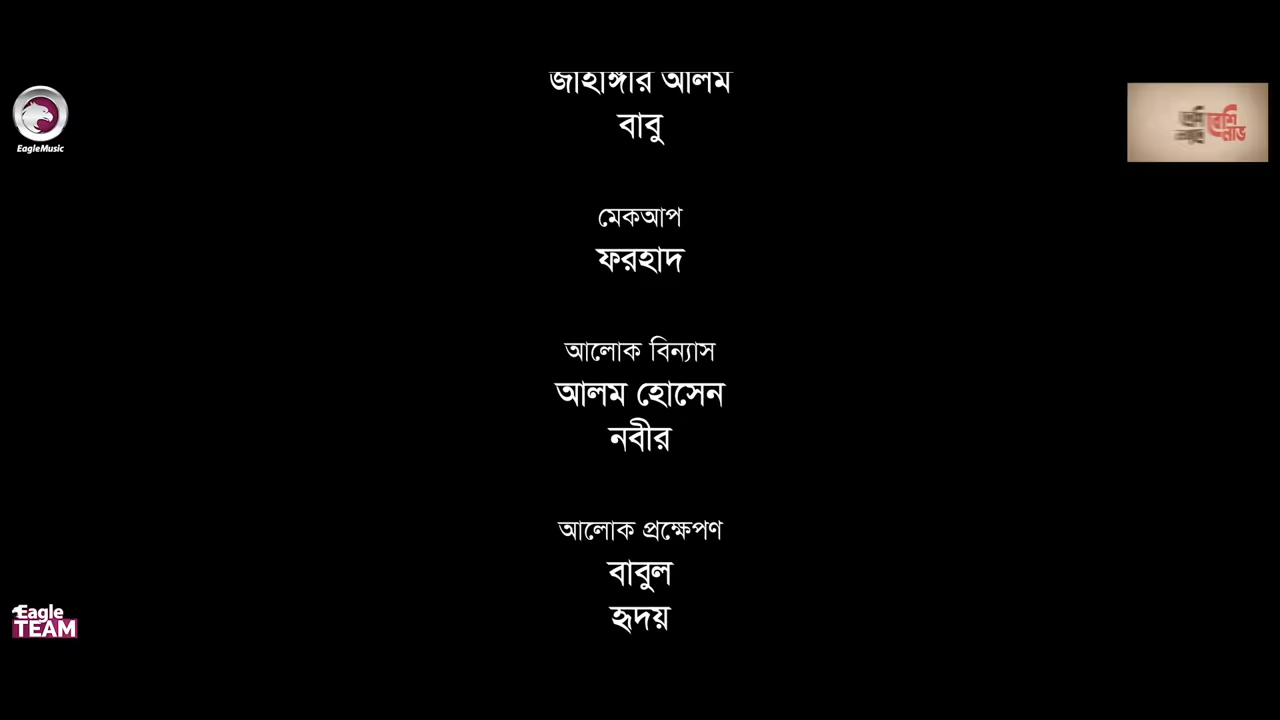 জাহাঙ্গীর আলম
বাবু
EagleMusic
বেশি
লাভ
মেকআপ
ফরহাদ
আলোক বিন্যাস
আলম হোসেন
নবীর
আলোক প্রক্ষেপণ
বাবুল
হৃদয়
Eagle
TEAM